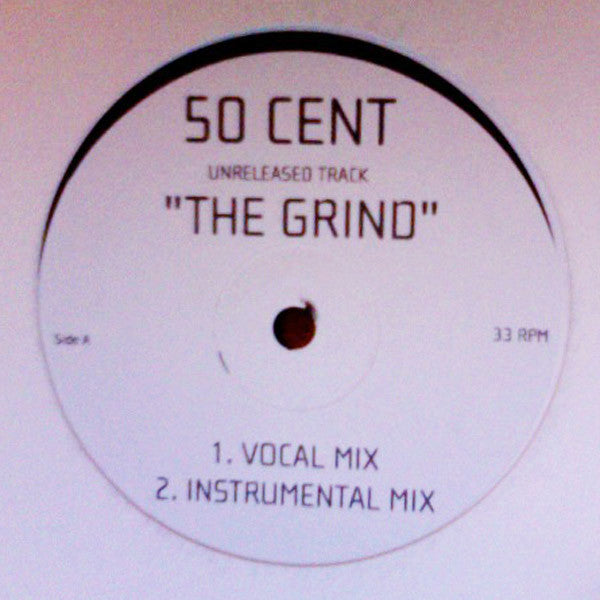 50 CENT
UNRELEASED TRACK
"THE GRIND"
Side A
33 RPM
1. VOCAL MIX
2. INSTRUMENTAL MIX